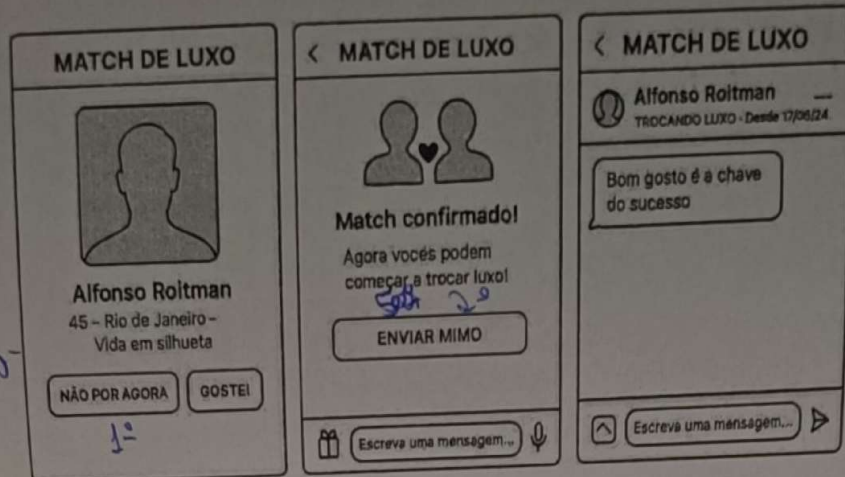 MATCH DE LUXO
Alfonso Roitman
45 – Rio de Janeiro –
Vida em silhueta
NÃO POR AGORA
GOSTEI
1º
< MATCH DE LUXO
Match confirmado!
Agora vocês podem
começar a trocar luxo!
2º
ENVIAR MIMO
Escreva uma mensagem...
< MATCH DE LUXO
Alfonso Roitman
TROCANDO LUXO - Desde 17/06/24
Bom gosto é a chave
do sucesso
Escreva uma mensagem...